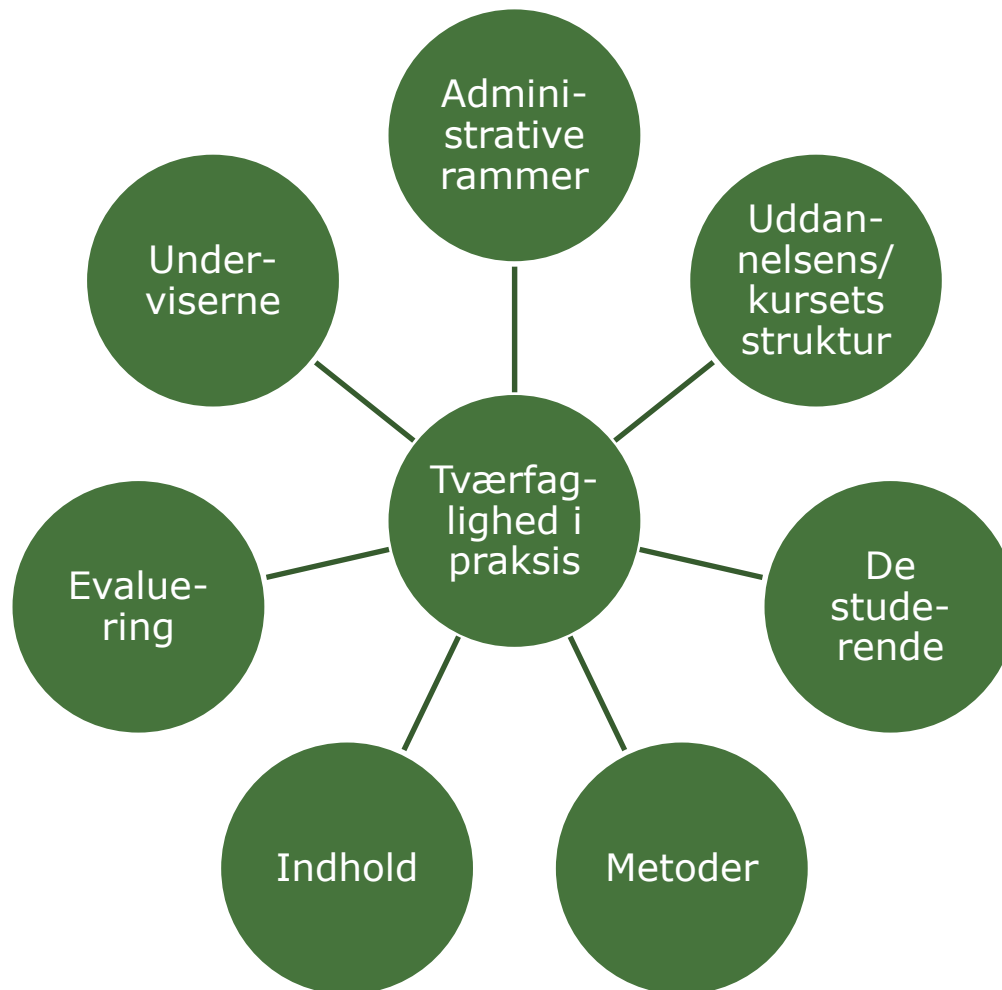 Admini-
strative
rammer
Uddan-
nelsens/
kursets
struktur
De
stude-
rende
Metoder
Indhold
Evalue-
ring
Under-
viserne
Tværfag-
lighed i
praksis